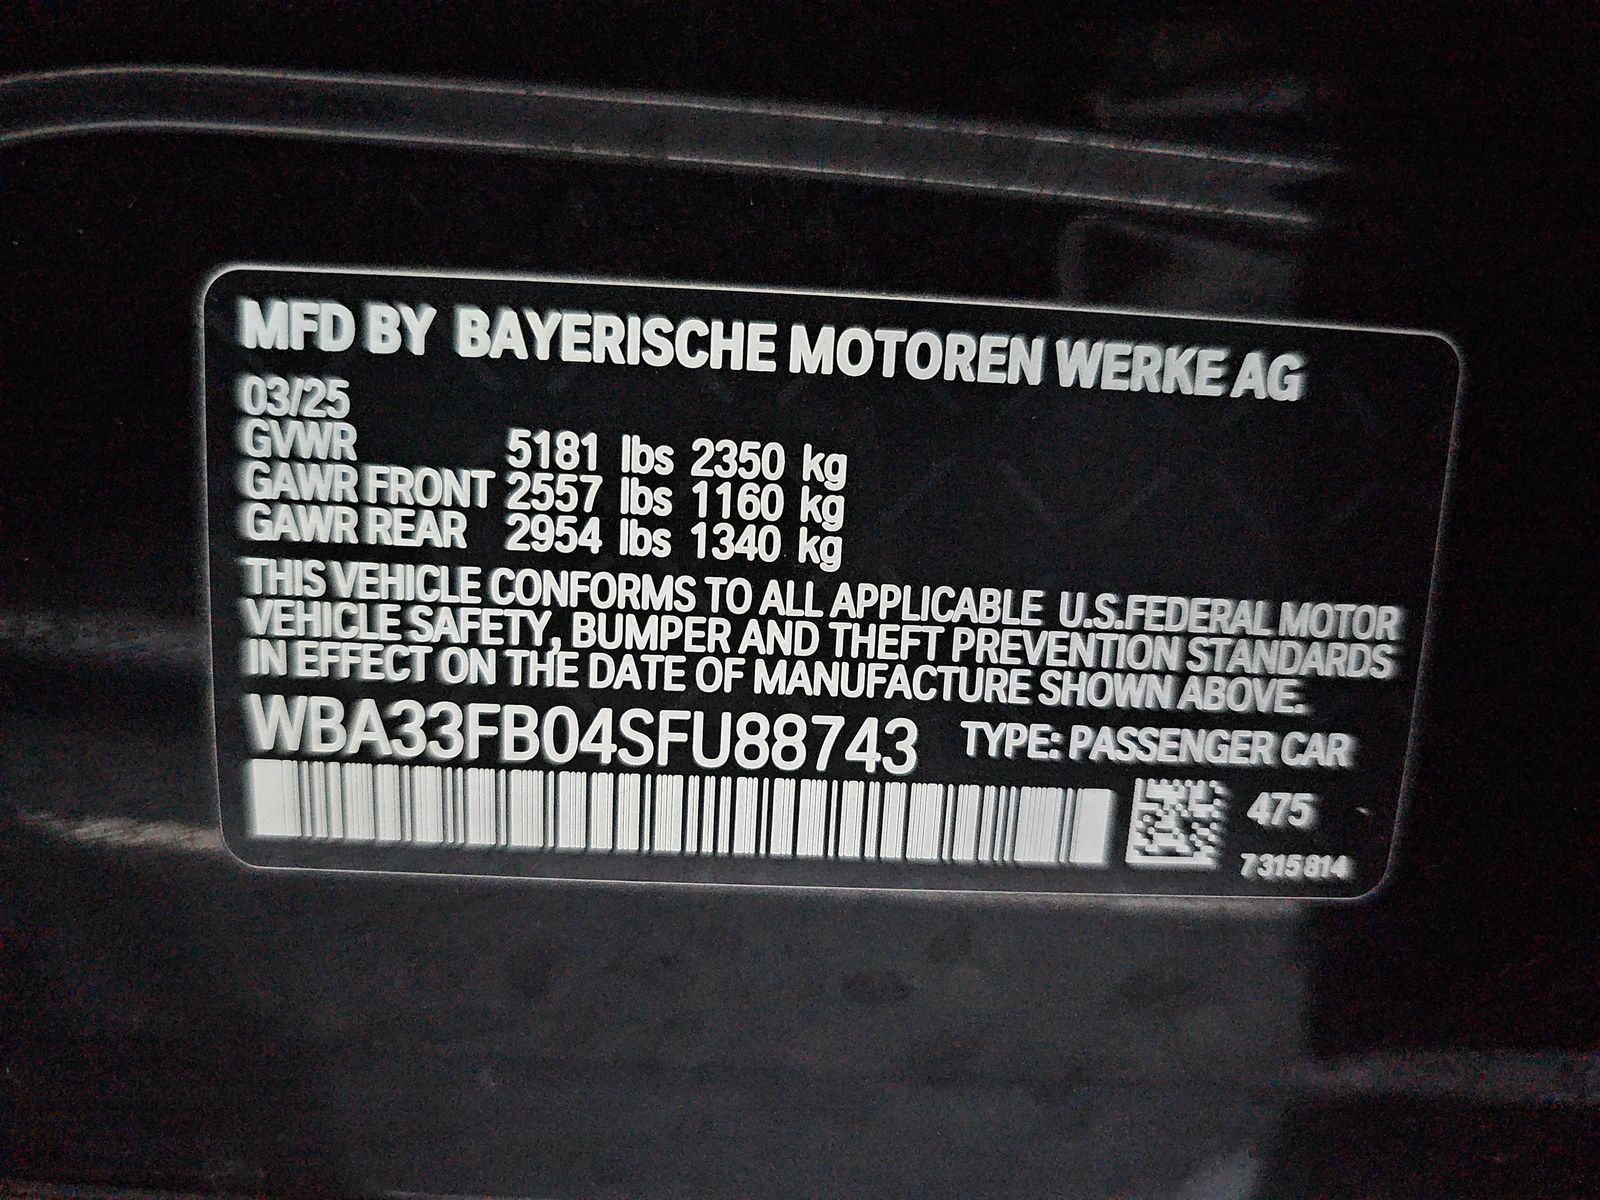 MFD BY BAYERISCHE MOTOREN WERKE AG
03/25
GVWR 5181 lbs 2350 kg
GAWR FRONT 2557 lbs 1160 kg
GAWR REAR 2954 lbs 1340 kg
THIS VEHICLE CONFORMS TO ALL APPLICABLE U.S.FEDERAL MOTOR
VEHICLE SAFETY, BUMPER AND THEFT PREVENTION STANDARDS
IN EFFECT ON THE DATE OF MANUFACTURE SHOWN ABOVE.
WBA33FB04SFU88743 TYPE: PASSENGER CAR
475
7315814